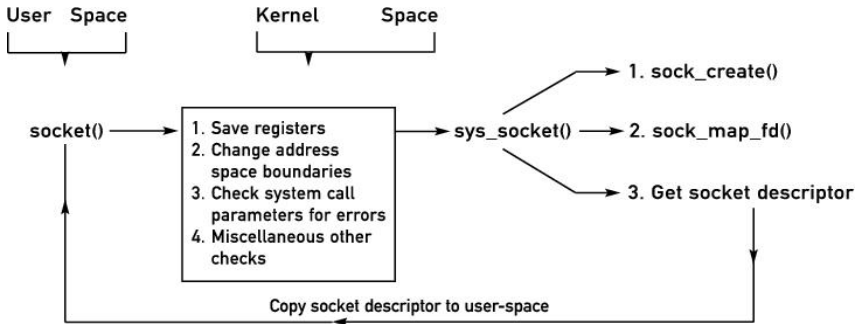 User Space
Kernel Space
socket()
1. Save registers
2. Change address
space boundaries
3. Check system call
parameters for errors
4. Miscellaneous other
checks
sys_socket()
1. sock_create()
2. sock_map_fd()
3. Get socket descriptor
Copy socket descriptor to user-space